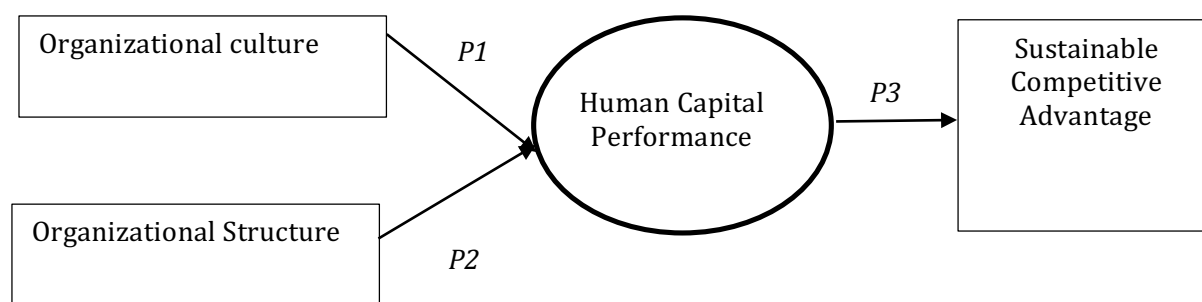 Organizational culture
P1
Human Capital
Performance
P3
Sustainable
Competitive
Advantage
Organizational Structure
P2